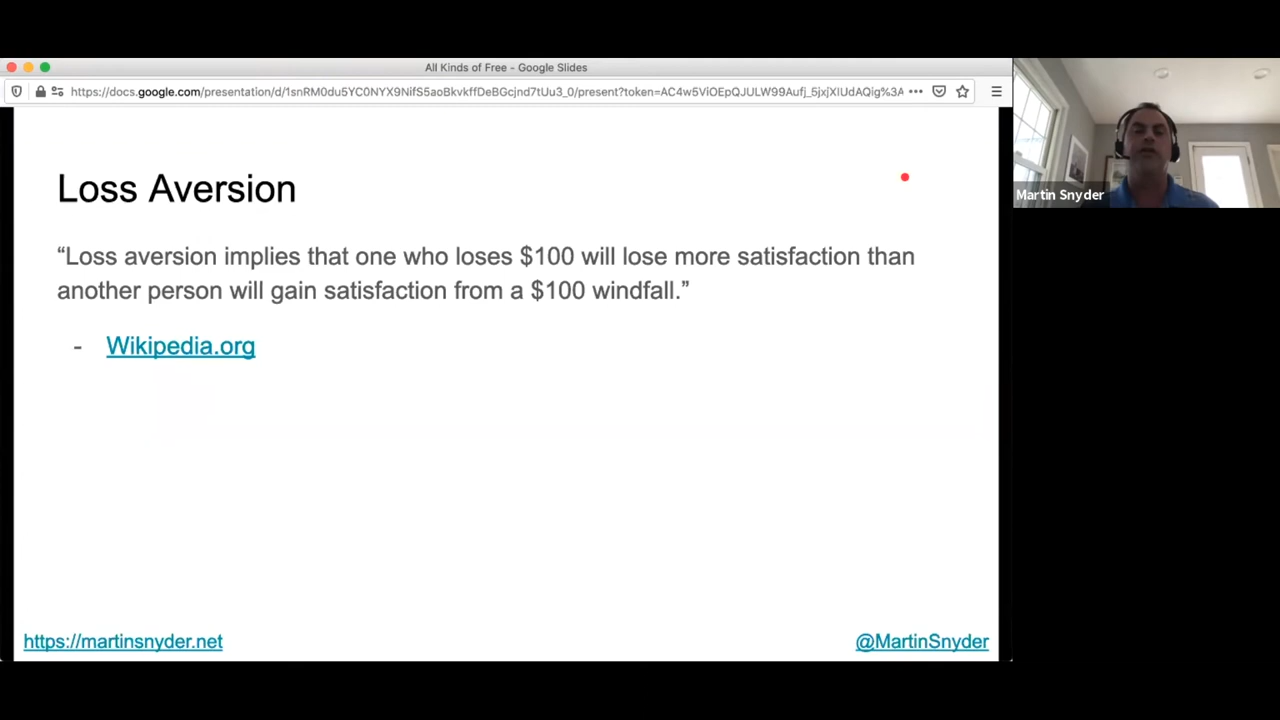 All Kinds of Free - Google Slides
https://docs.google.com/presentation/d/1snRM0du5YC0NYX9NifS5aoBkvkffDeBGcjnd7tUu3_0/present?token=AC4w5ViOEpQJULW99Aufj_5jxjXIUdAQig%3A
Martin Snyder
Loss Aversion
“Loss aversion implies that one who loses $100 will lose more satisfaction than
another person will gain satisfaction from a $100 windfall.”
- Wikipedia.org
https://martinsnyder.net
@MartinSnyder